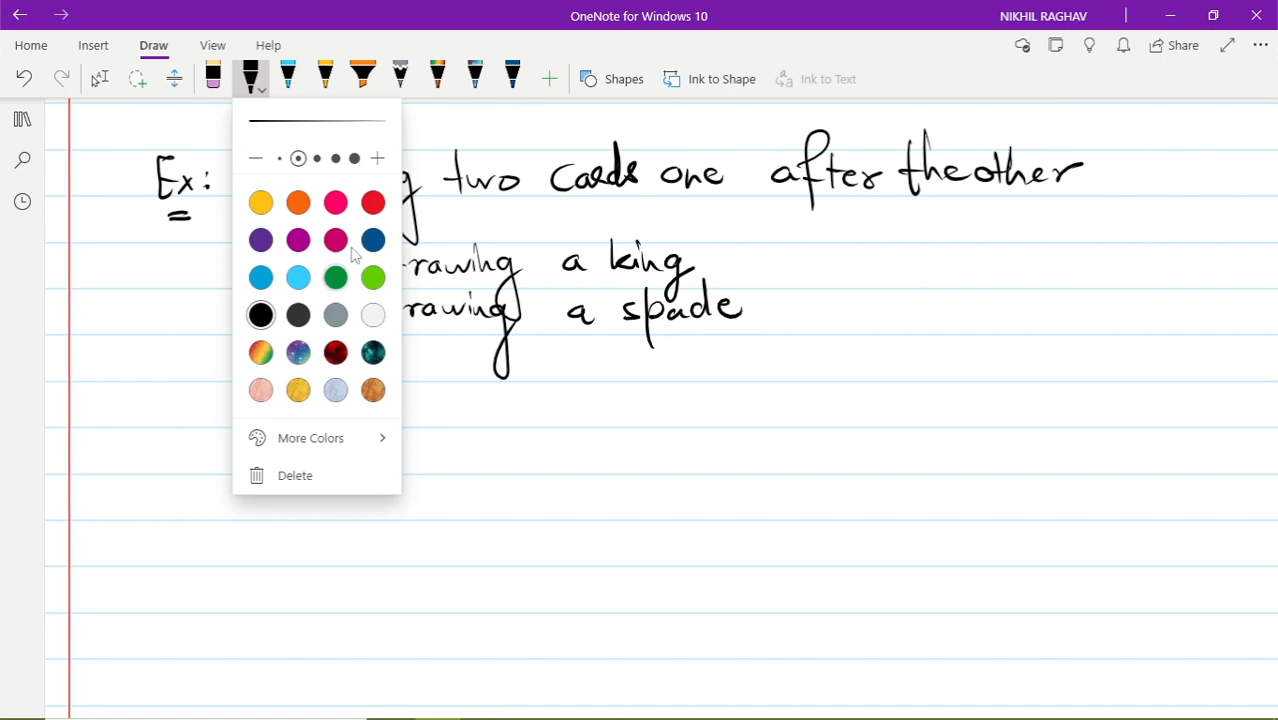 OneNote for Windows 10
NIKHIL RAGHAV
Home
Insert
Draw
View
Help
Share
Shapes
Ink to Shape
Ink to Text
Ex: two cards one after the other
rawing a king
rawing a spade
More Colors
Delete